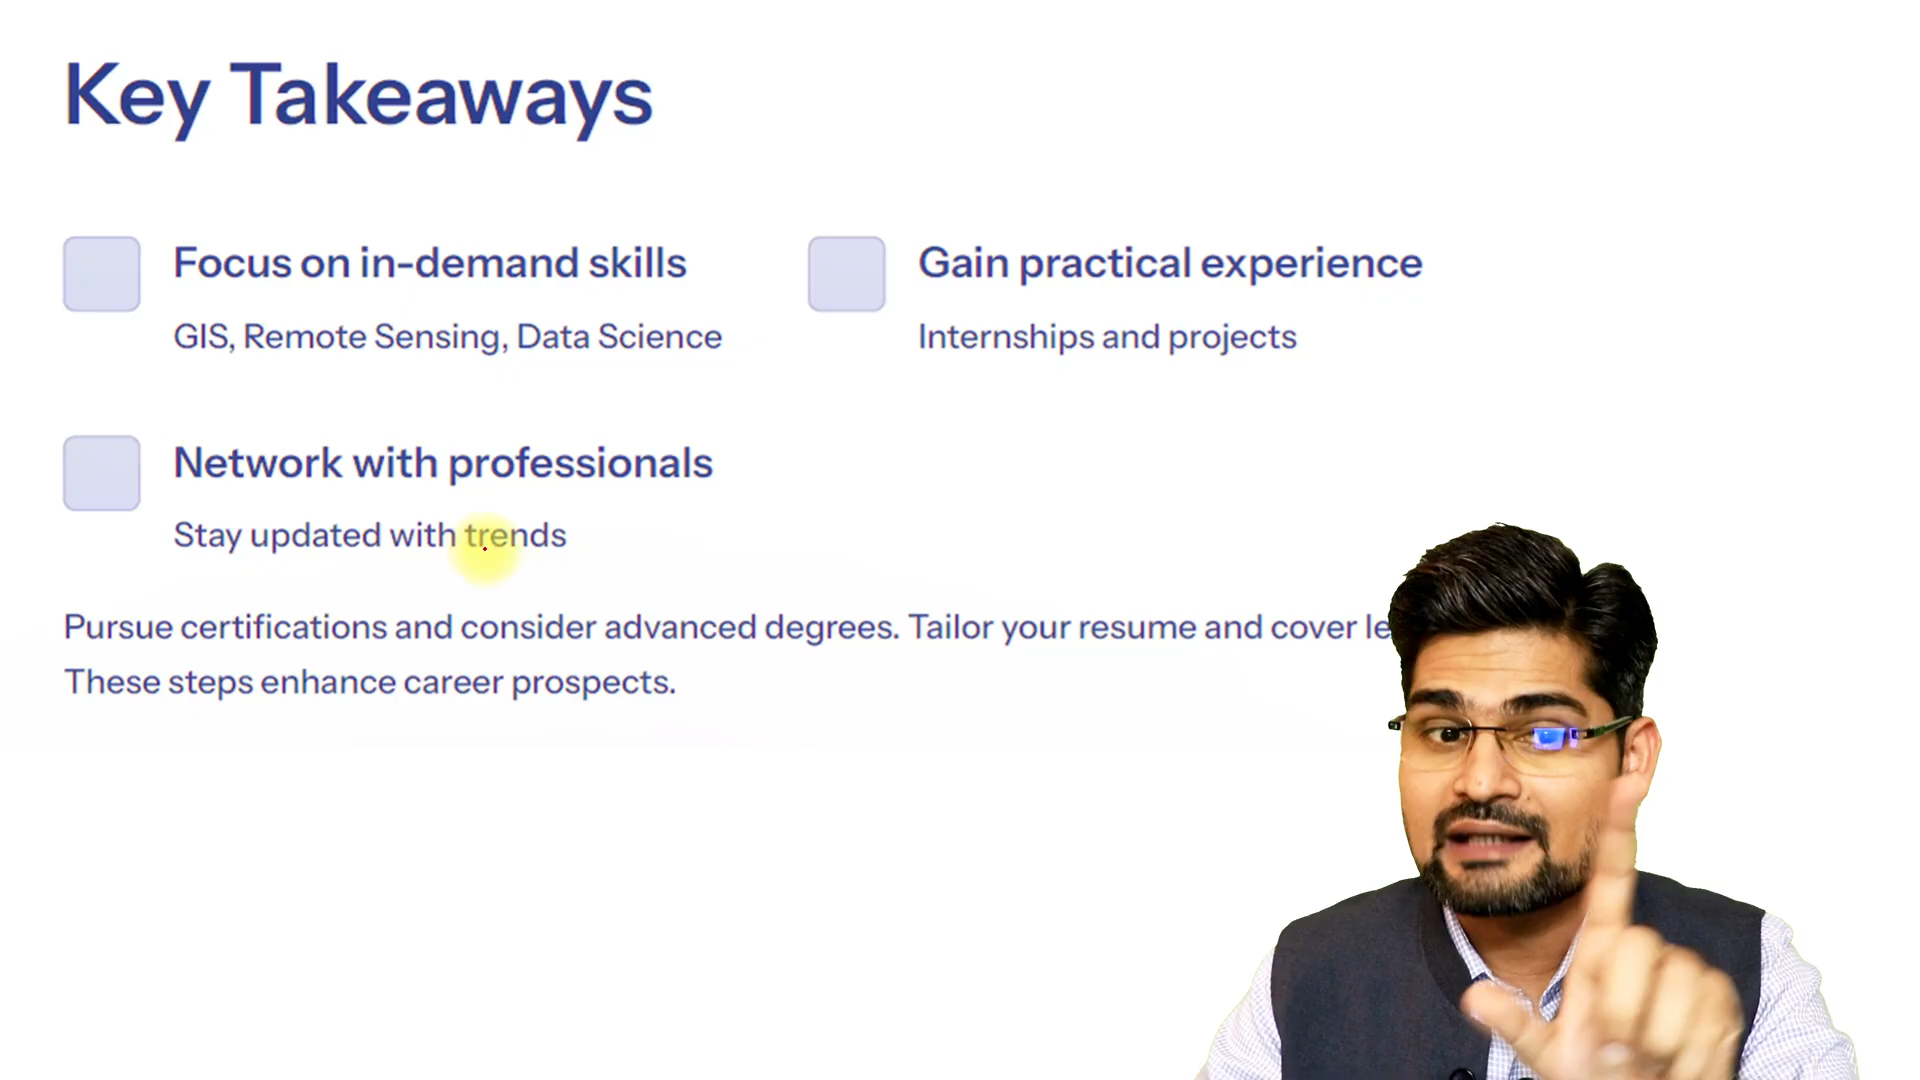 Key Takeaways
Focus on in-demand skills
GIS, Remote Sensing, Data Science
Gain practical experience
Internships and projects
Network with professionals
Stay updated with trends
Pursue certifications and consider advanced degrees. Tailor your resume and cover
These steps enhance career prospects.